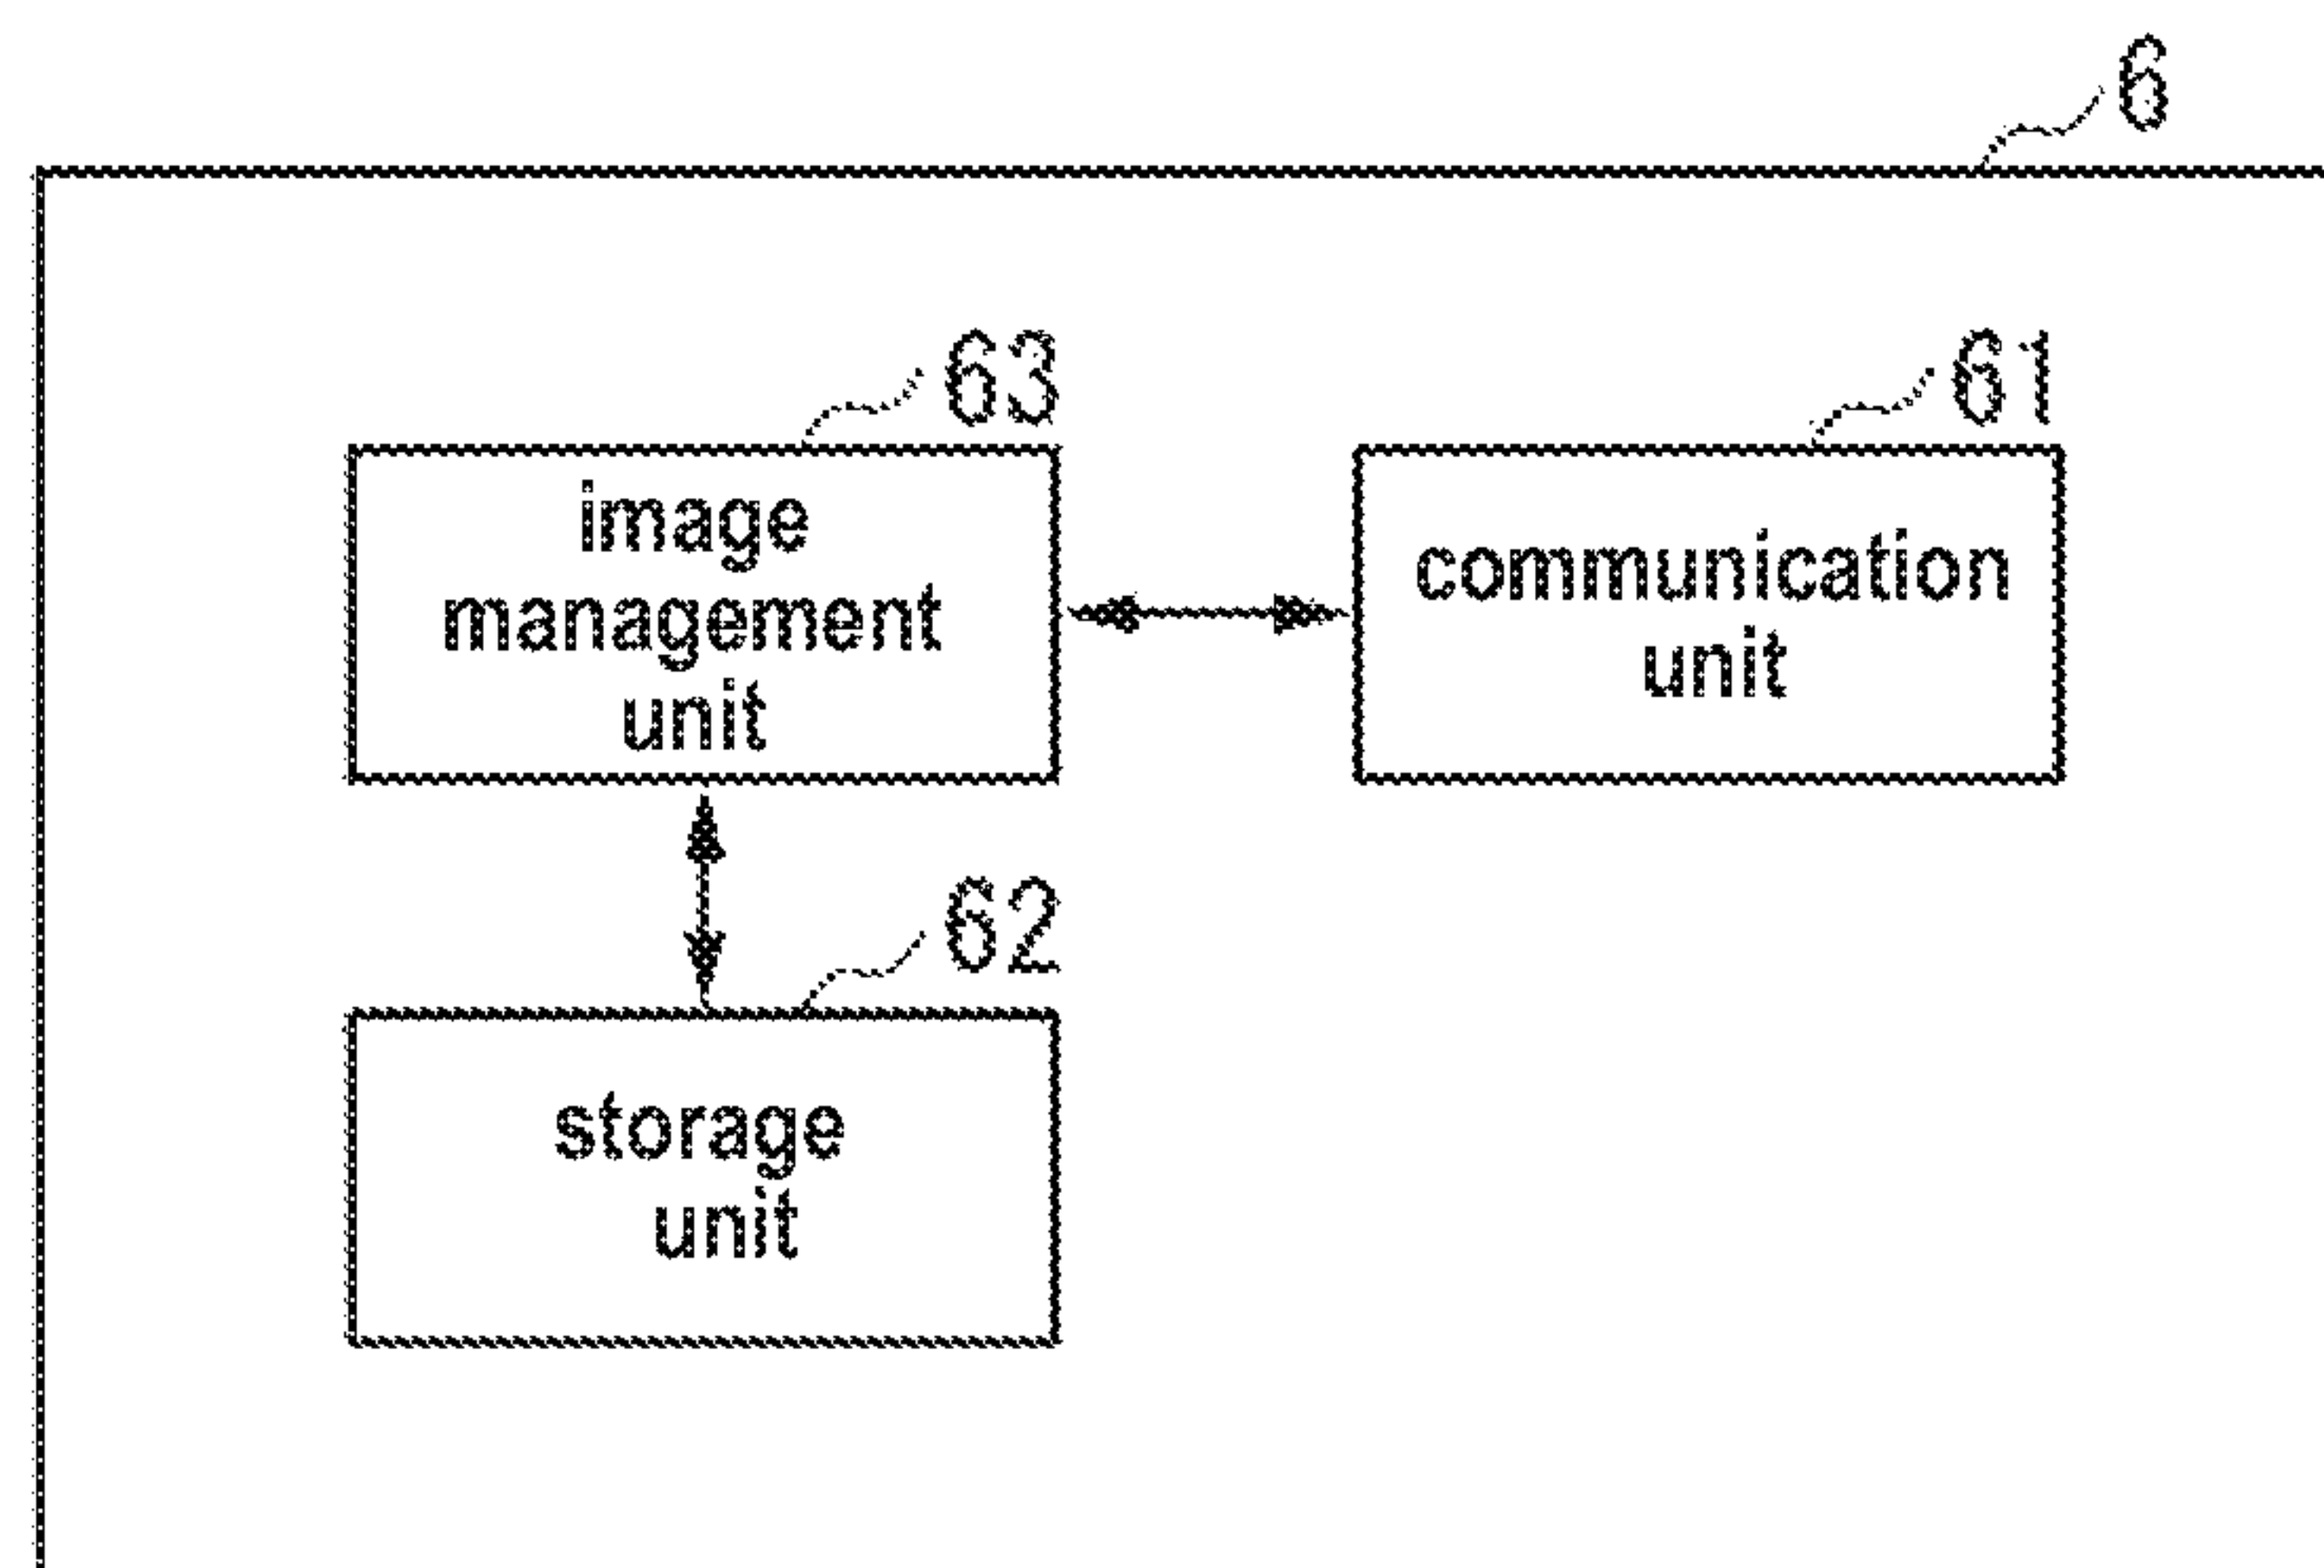 6
63
61
image
management
unit
communication
unit
62
storage
unit